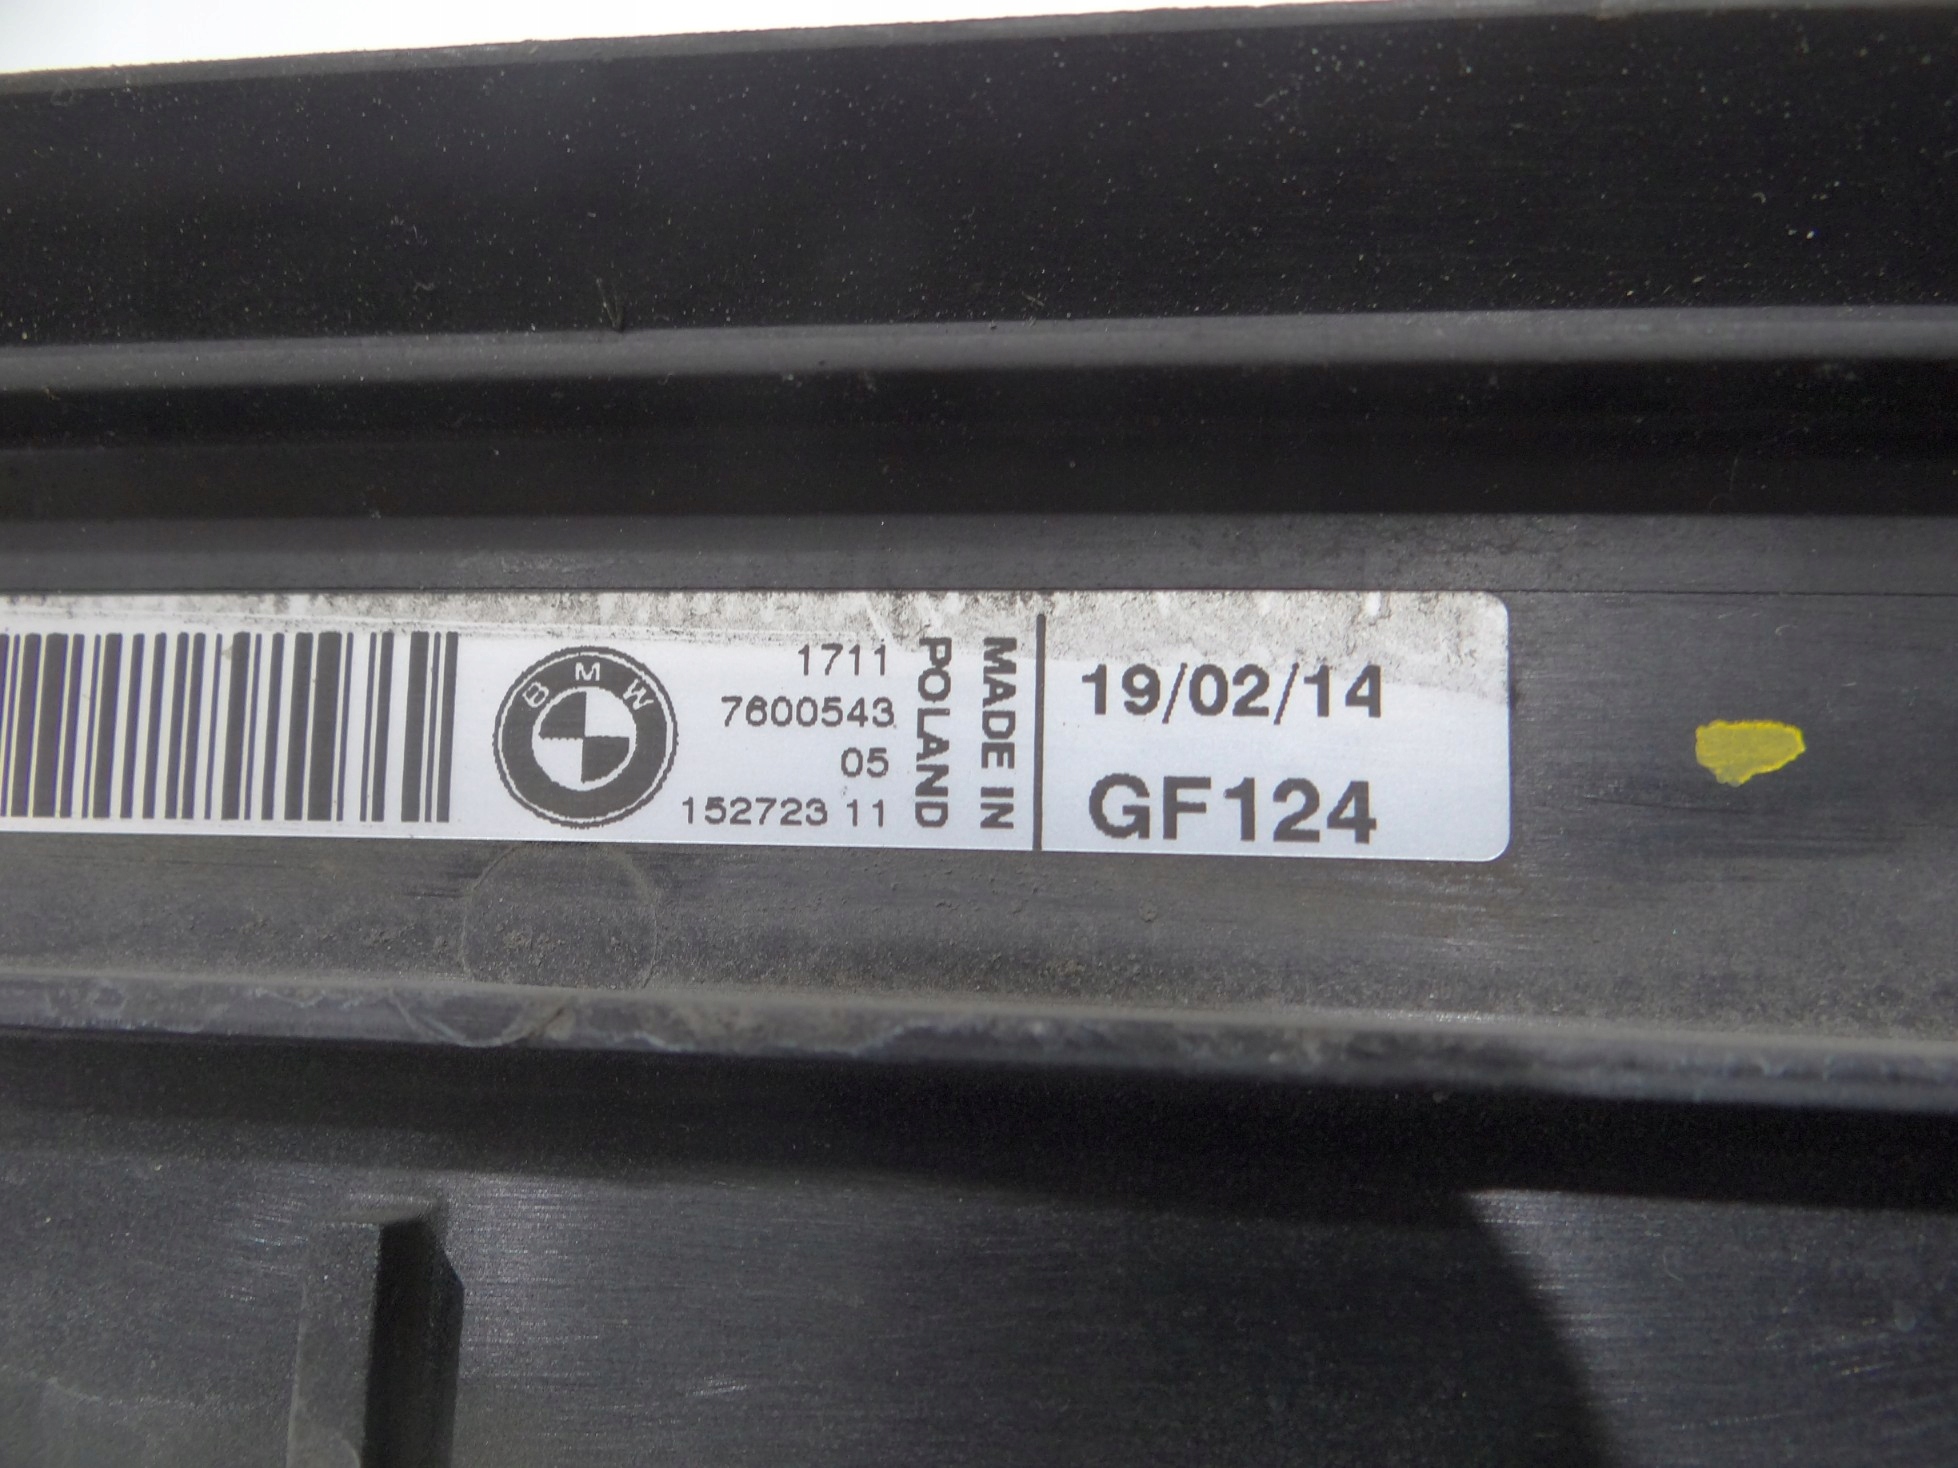 BMW
1711
7600543
05
152723 11
MADE IN
POLAND
19/02/14
GF124